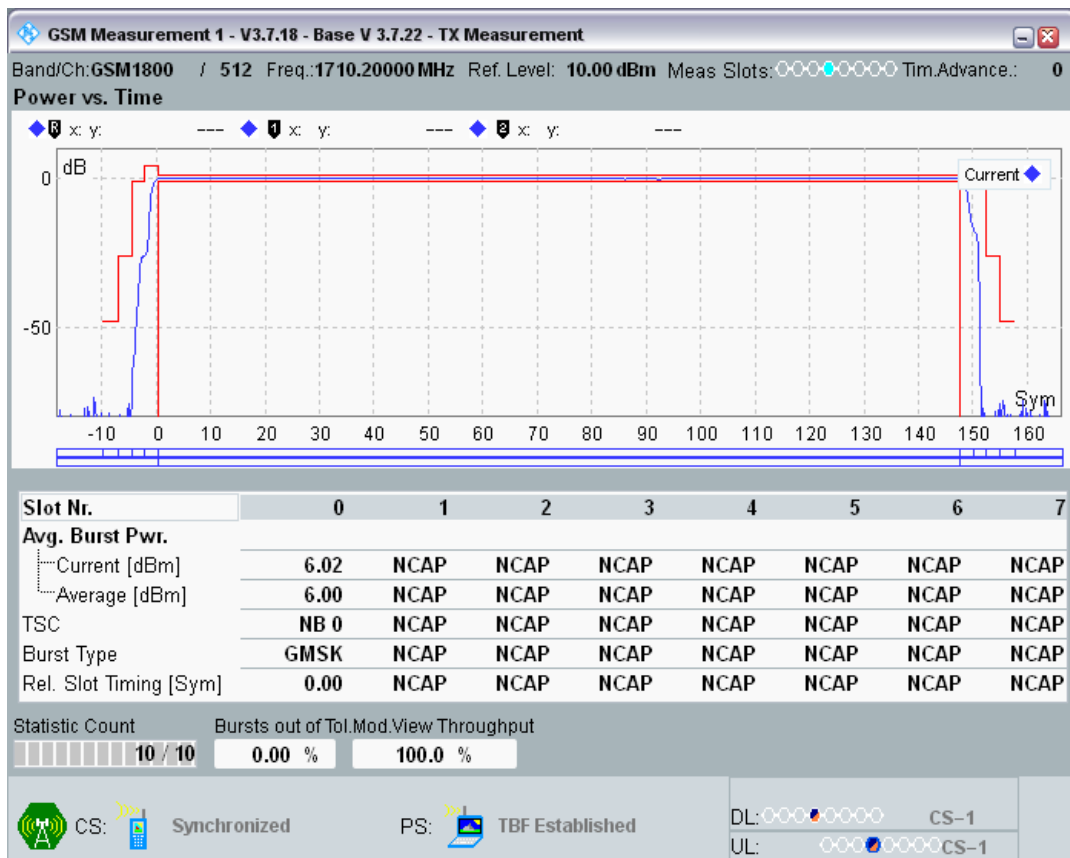 GSM Measurement 1 - V3.7.18 - Base V 3.7.22 - TX Measurement
Band/Ch:GSM1800 / 512 Freq.:1710.20000 MHz Ref. Level: 10.00 dBm Meas Slots: Tim.Advance.: 0
Power vs. Time
R x: y: --- 1 x: y: --- 2 x: y: ---
dB
0
Current
-50
Sym
-10 0 10 20 30 40 50 60 70 80 90 100 110 120 130 140 150 160
Slot Nr. 0 1 2 3 4 5 6 7
Avg. Burst Pwr.
Current [dBm] 6.02 NCAP NCAP NCAP NCAP NCAP NCAP NCAP
Average [dBm] 6.00 NCAP NCAP NCAP NCAP NCAP NCAP NCAP
TSC NB 0 NCAP NCAP NCAP NCAP NCAP NCAP NCAP
Burst Type GMSK NCAP NCAP NCAP NCAP NCAP NCAP NCAP
Rel. Slot Timing [Sym] 0.00 NCAP NCAP NCAP NCAP NCAP NCAP NCAP
Statistic Count Bursts out of Tol.Mod.View Throughput
10 / 10 0.00 % 100.0 %
CS: Synchronized PS: TBF Established
DL: CS-1
UL: CS-1